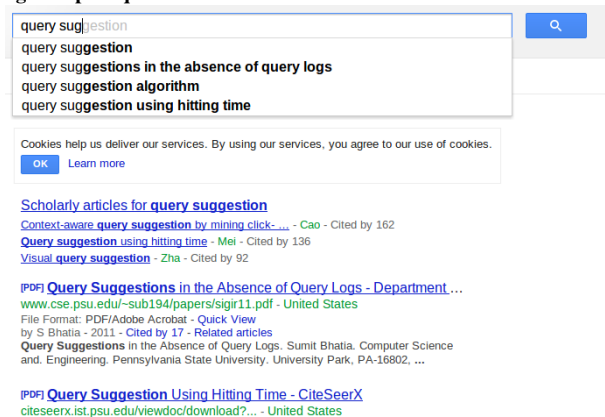 query suggestion
query suggestion
query suggestions in the absence of query logs
query suggestion algorithm
query suggestion using hitting time
Cookies help us deliver our services. By using our services, you agree to our use of cookies.
OK Learn more
Scholarly articles for query suggestion
Context-aware query suggestion by mining click- ... - Cao - Cited by 162
Query suggestion using hitting time - Mei - Cited by 136
Visual query suggestion - Zha - Cited by 92
[PDF] Query Suggestions in the Absence of Query Logs - Department ...
www.cse.psu.edu/~sub194/papers/sigir11.pdf - United States
File Format: PDF/Adobe Acrobat - Quick View
by S Bhatia - 2011 - Cited by 17 - Related articles
Query Suggestions in the Absence of Query Logs. Sumit Bhatia. Computer Science
and. Engineering. Pennsylvania State University. University Park, PA-16802, ...
[PDF] Query Suggestion Using Hitting Time - CiteSeerX
citeseerx.ist.psu.edu/viewdoc/download?... - United States